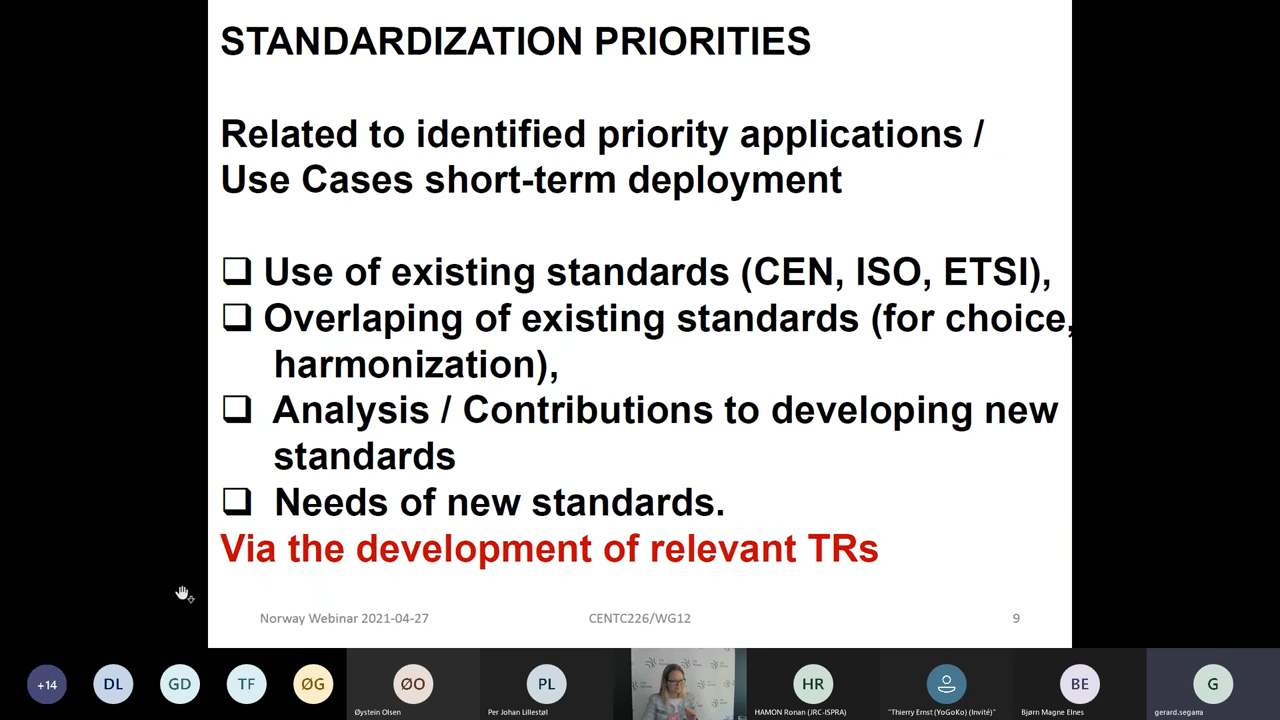 STANDARDIZATION PRIORITIES
Related to identified priority applications /
Use Cases short-term deployment
Use of existing standards (CEN, ISO, ETSI),
Overlaping of existing standards (for choice,
harmonization),
Analysis / Contributions to developing new
standards
Needs of new standards.
Via the development of relevant TRs
Norway Webinar 2021-04-27 CENTC226/WG12 9
+14 DL GD TF ØG ØO PL HR BE G
Øystein Olsen Per Johan Lillestøl HAMON Ronan (JRC-ISPRA) "Thierry Ernst (YoGoKo) (Invité)" Bjørn Magne Elnes gerard.segarra